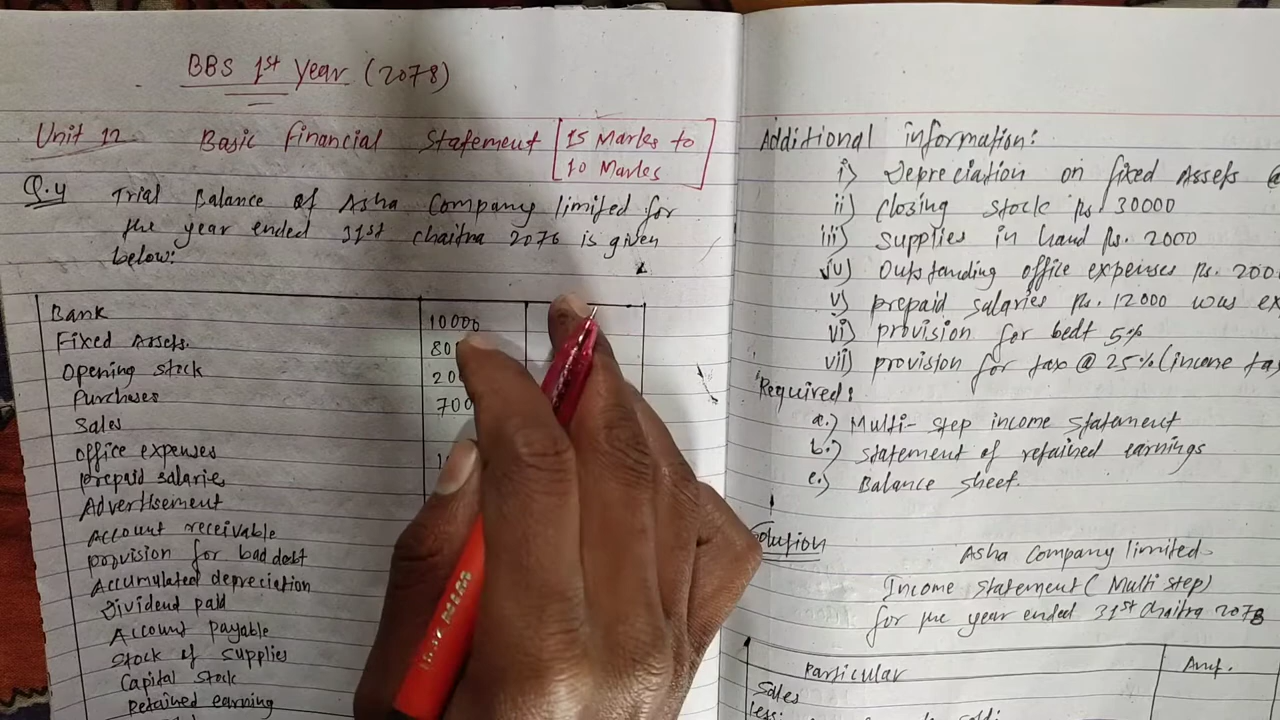 BBS 1st Year (2078)
Unit 12 Basic Financial Statement [15 Marks to
10 Marks]
Q.4 Trial Balance of Asha Company limited for
the year ended 31st Chaitra 2076 is given
below:
Bank 10000
Fixed Assets.
Opening stock
Purchases
Sales
Office expenses
prepaid salaries
Advertisement
Account receivable
provision for bad debt
Accumulated depreciation
Dividend paid
Account payable
Stock of supplies
Capital stock
Retained earning
Additional information:
i) Depreciation on fixed Assets @
ii) Closing stock Rs. 30000
iii) Supplies in hand Rs. 2000
iv) Outstanding office expenses Rs. 200
v) prepaid salaries Rs. 12000 was ex
vi) provision for bedt 5%
vii) provision for tax @ 25% (income tax
Required:
a.) Multi-step income statement
b.) Statement of retained earnings
c.) Balance sheet.
Solution
Asha Company limited.
Income Statement (Multi step)
for the year ended 31st Chaitra 2078
Particular Amt.
Sales